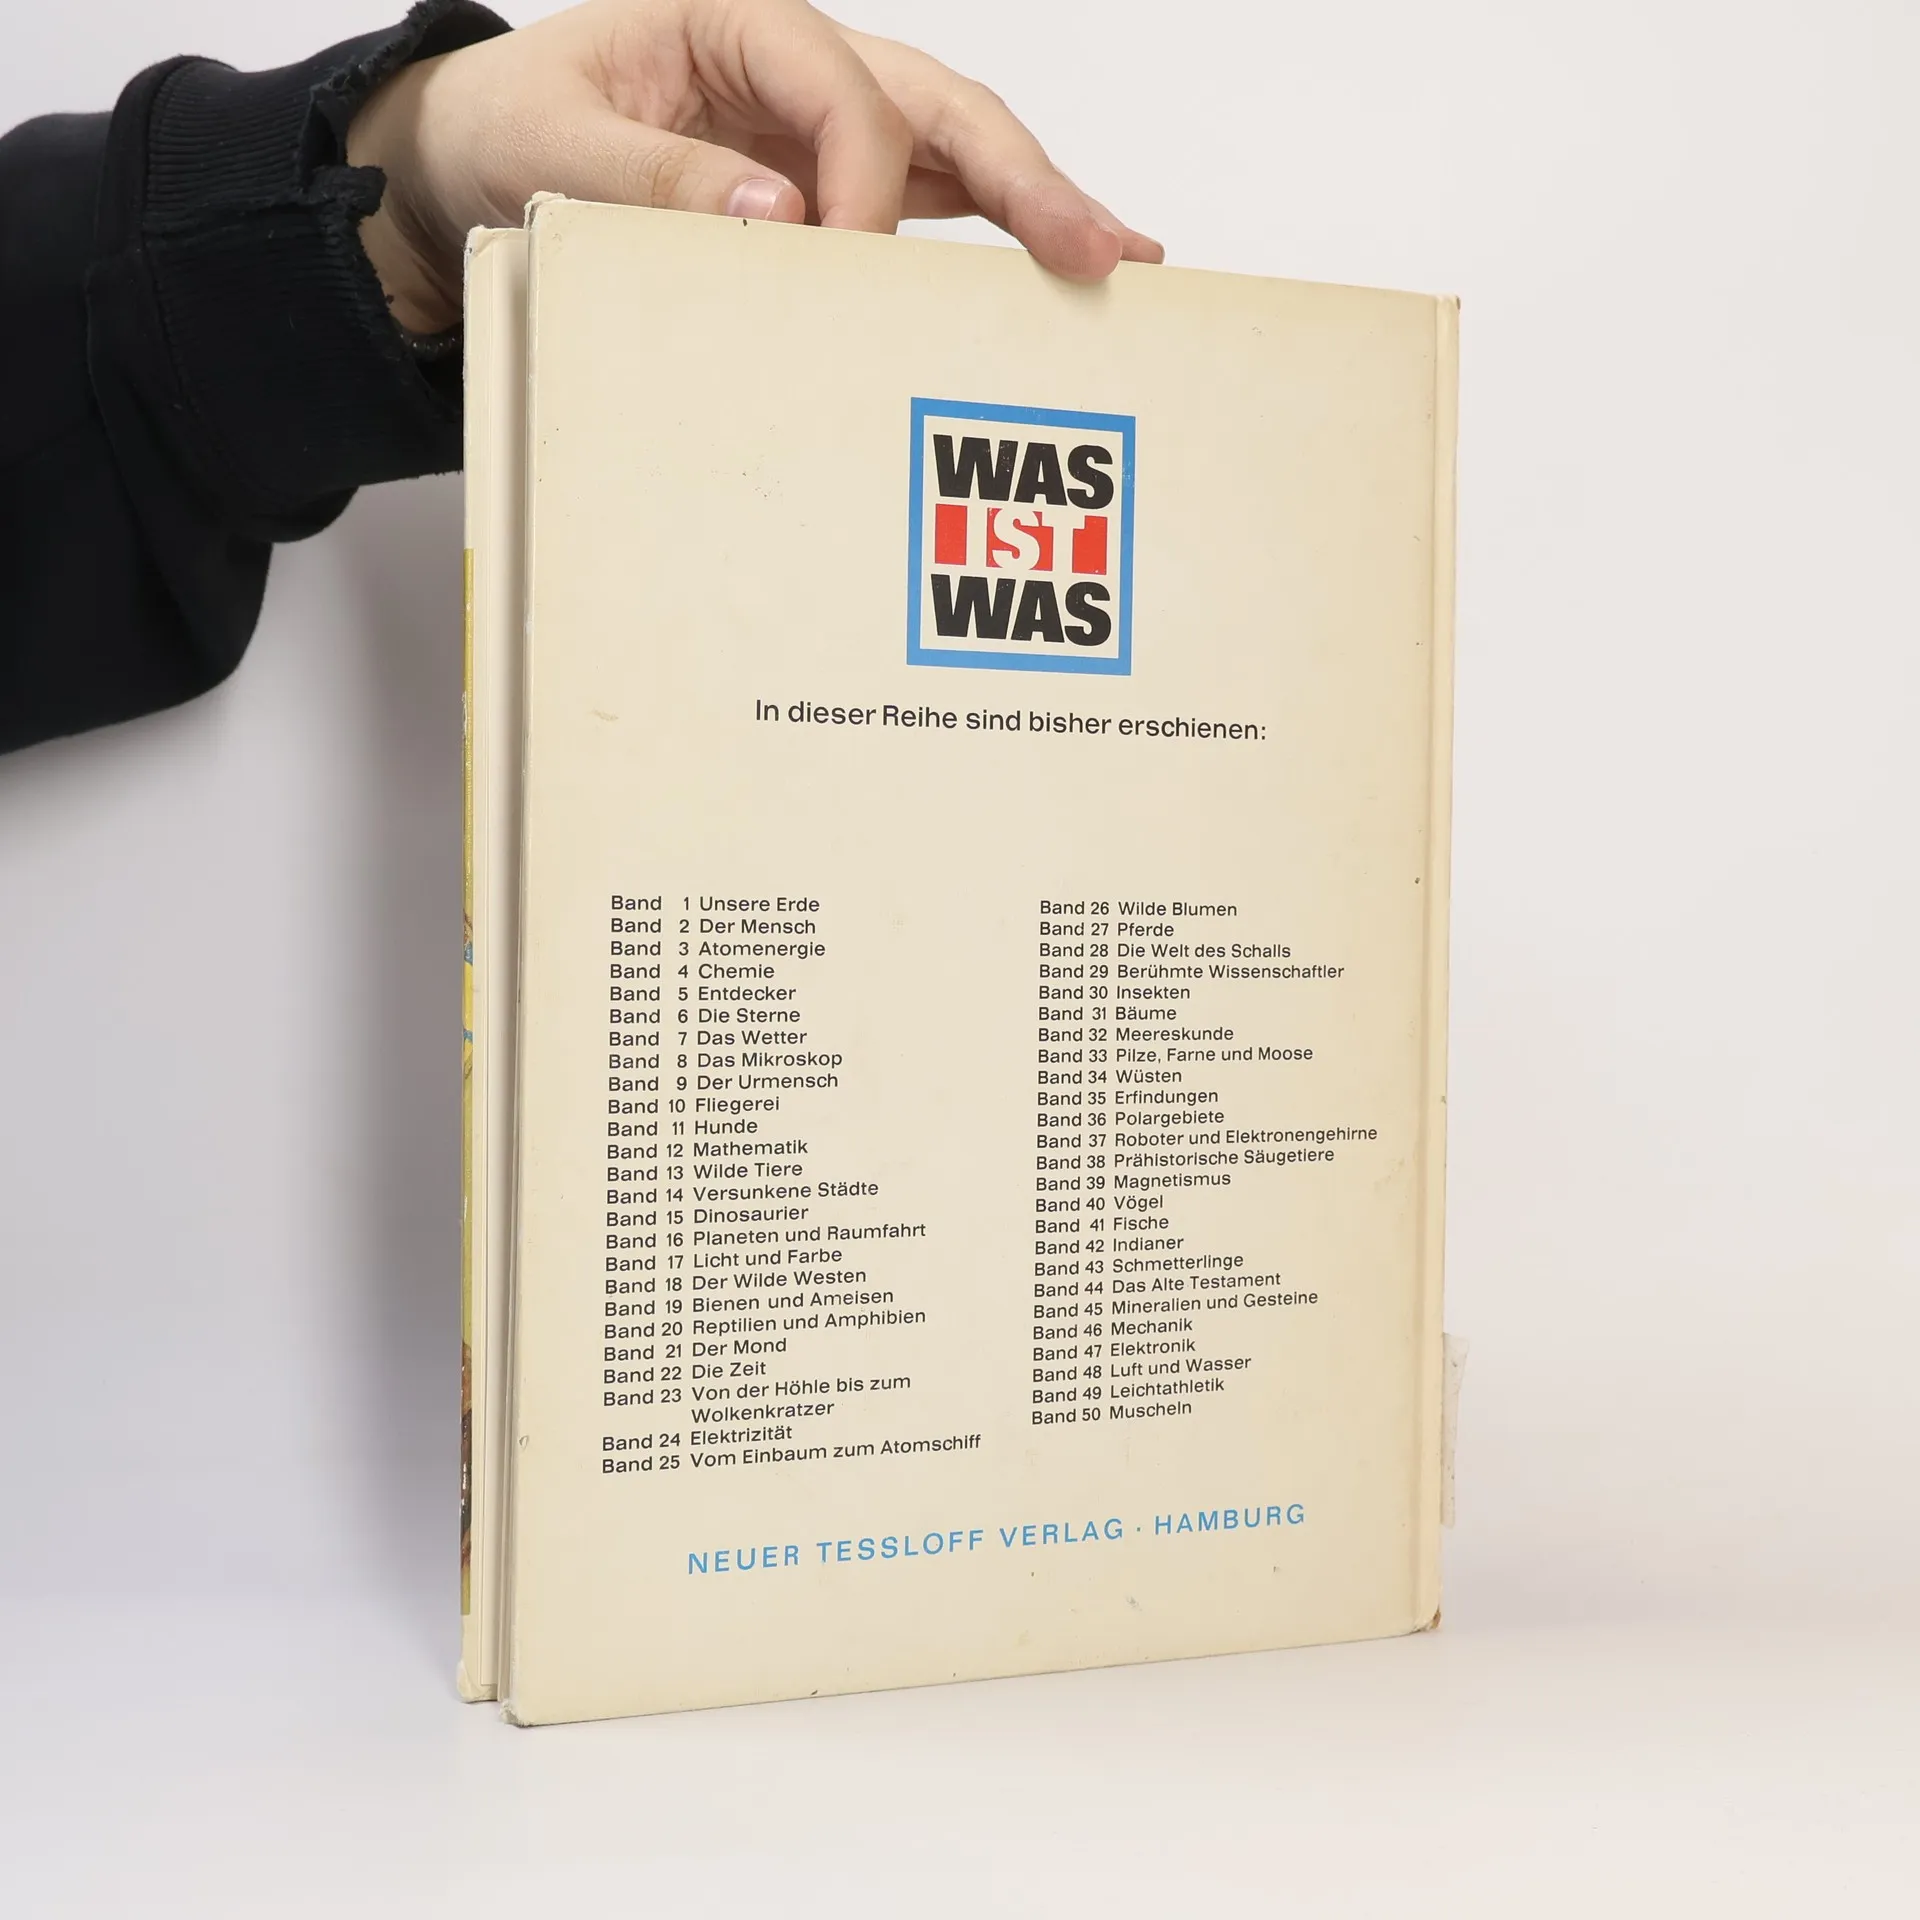 WAS
IST
WAS
In dieser Reihe sind bisher erschienen:
Band 1 Unsere Erde
Band 2 Der Mensch
Band 3 Atomenergie
Band 4 Chemie
Band 5 Entdecker
Band 6 Die Sterne
Band 7 Das Wetter
Band 8 Das Mikroskop
Band 9 Der Urmensch
Band 10 Fliegerei
Band 11 Hunde
Band 12 Mathematik
Band 13 Wilde Tiere
Band 14 Versunkene Städte
Band 15 Dinosaurier
Band 16 Planeten und Raumfahrt
Band 17 Licht und Farbe
Band 18 Der Wilde Westen
Band 19 Bienen und Ameisen
Band 20 Reptilien und Amphibien
Band 21 Der Mond
Band 22 Die Zeit
Band 23 Von der Höhle bis zum
Wolkenkratzer
Band 24 Elektrizität
Band 25 Vom Einbaum zum Atomschiff
Band 26 Wilde Blumen
Band 27 Pferde
Band 28 Die Welt des Schalls
Band 29 Berühmte Wissenschaftler
Band 30 Insekten
Band 31 Bäume
Band 32 Meereskunde
Band 33 Pilze, Farne und Moose
Band 34 Wüsten
Band 35 Erfindungen
Band 36 Polargebiete
Band 37 Roboter und Elektronengehirne
Band 38 Prähistorische Säugetiere
Band 39 Magnetismus
Band 40 Vögel
Band 41 Fische
Band 42 Indianer
Band 43 Schmetterlinge
Band 44 Das Alte Testament
Band 45 Mineralien und Gesteine
Band 46 Mechanik
Band 47 Elektronik
Band 48 Luft und Wasser
Band 49 Leichtathletik
Band 50 Muscheln
NEUER TESSLOFF VERLAG · HAMBURG